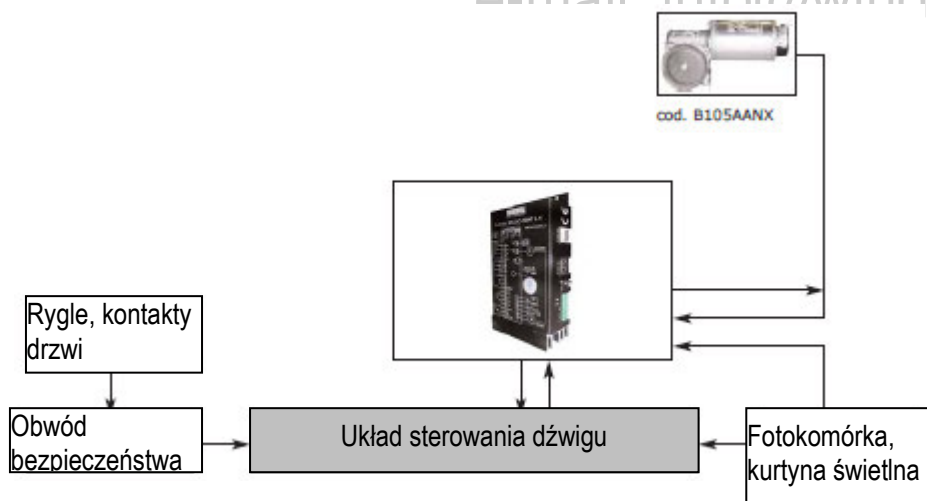 cod. B105AANX
Rygle, kontakty
drzwi
Obwód
bezpieczeństwa
Układ sterowania dźwigu
Fotokomórka,
kurtyna świetlna